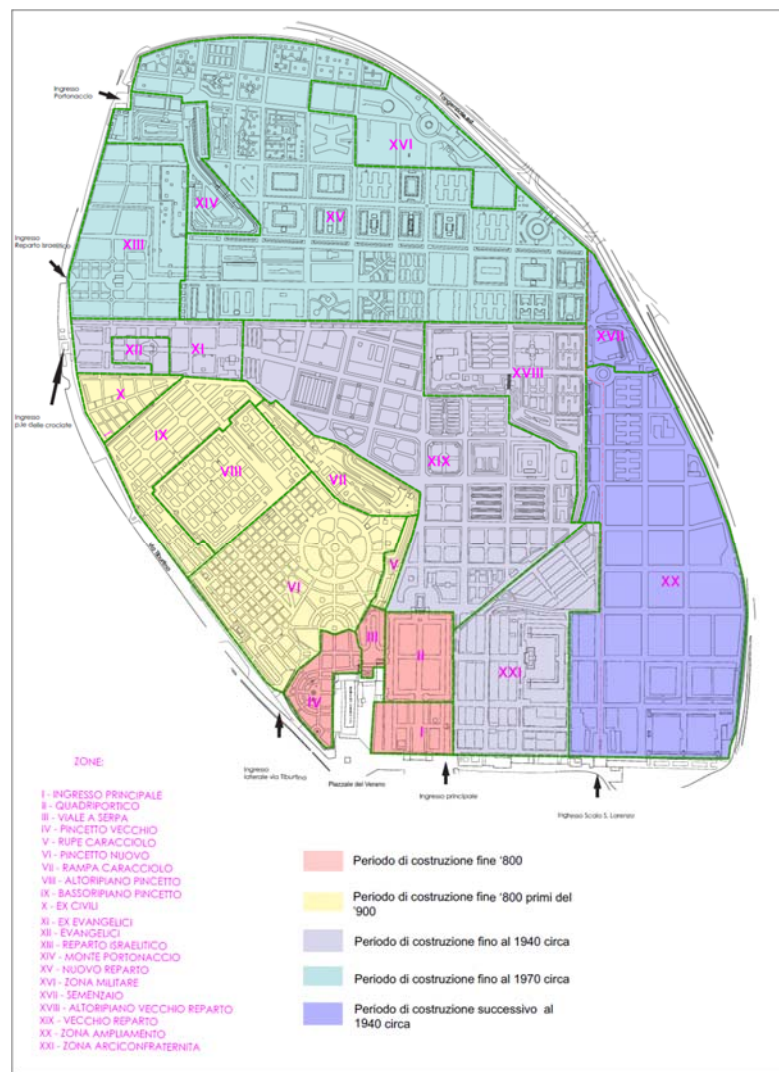 Ingresso
Portonaccio
Tangenziale est
XVI
XIV
XV
XIII
Ingresso
Reparto Israelitico
XVII
XII
XI
XVIII
X
Ingresso
p.le delle crociate
IX
XIX
VIII
VII
via Tiburtina
V
XX
VI
III
II
XXI
IV
I
Ingresso
laterale via Tiburtina
Piazzale del Verano
Ingresso principale
Ingresso Scalo S. Lorenzo
ZONE:
I - INGRESSO PRINCIPALE
II - QUADRIPORTICO
III - VIALE A SERPA
IV - PINCETTO VECCHIO
V - RUPE CARACCIOLO
VI - PINCETTO NUOVO
VII - RAMPA CARACCIOLO
VIII - ALTORIPIANO PINCETTO
IX - BASSORIPIANO PINCETTO
X - EX CIVILI
XI - EX EVANGELICI
XII - EVANGELICI
XIII - REPARTO ISRAELITICO
XIV - MONTE PORTONACCIO
XV - NUOVO REPARTO
XVI - ZONA MILITARE
XVII - SEMENZAIO
XVIII - ALTORIPIANO VECCHIO REPARTO
XIX - VECCHIO REPARTO
XX - ZONA AMPLIAMENTO
XXI - ZONA ARCICONFRATERNITA
Periodo di costruzione fine '800
Periodo di costruzione fine '800 primi del
'900
Periodo di costruzione fino al 1940 circa
Periodo di costruzione fino al 1970 circa
Periodo di costruzione successivo al
1940 circa